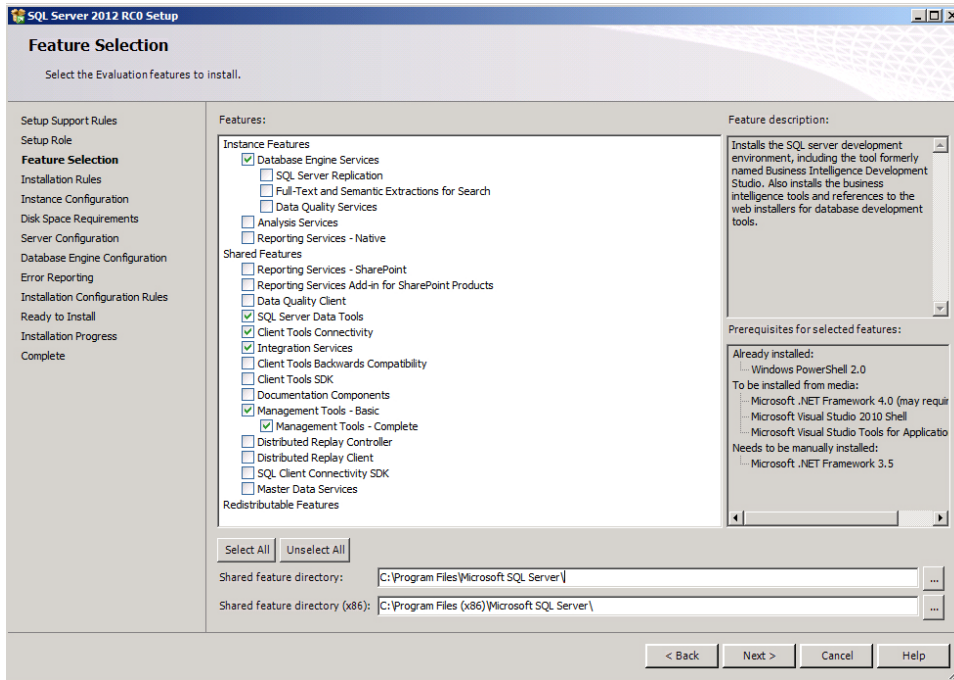 SQL Server 2012 RC0 Setup
Feature Selection
Select the Evaluation features to install.
Setup Support Rules
Setup Role
Feature Selection
Installation Rules
Instance Configuration
Disk Space Requirements
Server Configuration
Database Engine Configuration
Error Reporting
Installation Configuration Rules
Ready to Install
Installation Progress
Complete
Features:
Instance Features
Database Engine Services
SQL Server Replication
Full-Text and Semantic Extractions for Search
Data Quality Services
Analysis Services
Reporting Services - Native
Shared Features
Reporting Services - SharePoint
Reporting Services Add-in for SharePoint Products
Data Quality Client
SQL Server Data Tools
Client Tools Connectivity
Integration Services
Client Tools Backwards Compatibility
Client Tools SDK
Documentation Components
Management Tools - Basic
Management Tools - Complete
Distributed Replay Controller
Distributed Replay Client
SQL Client Connectivity SDK
Master Data Services
Redistributable Features
Feature description:
Installs the SQL server development
environment, including the tool formerly
named Business Intelligence Development
Studio. Also installs the business
intelligence tools and references to the
web installers for database development
tools.
Prerequisites for selected features:
Already installed:
Windows PowerShell 2.0
To be installed from media:
Microsoft .NET Framework 4.0 (may requir
Microsoft Visual Studio 2010 Shell
Microsoft Visual Studio Tools for Applicatio
Needs to be manually installed:
Microsoft .NET Framework 3.5
Select All
Unselect All
Shared feature directory:
C:\Program Files\Microsoft SQL Server\
...
Shared feature directory (x86):
C:\Program Files (x86)\Microsoft SQL Server\
...
< Back
Next >
Cancel
Help